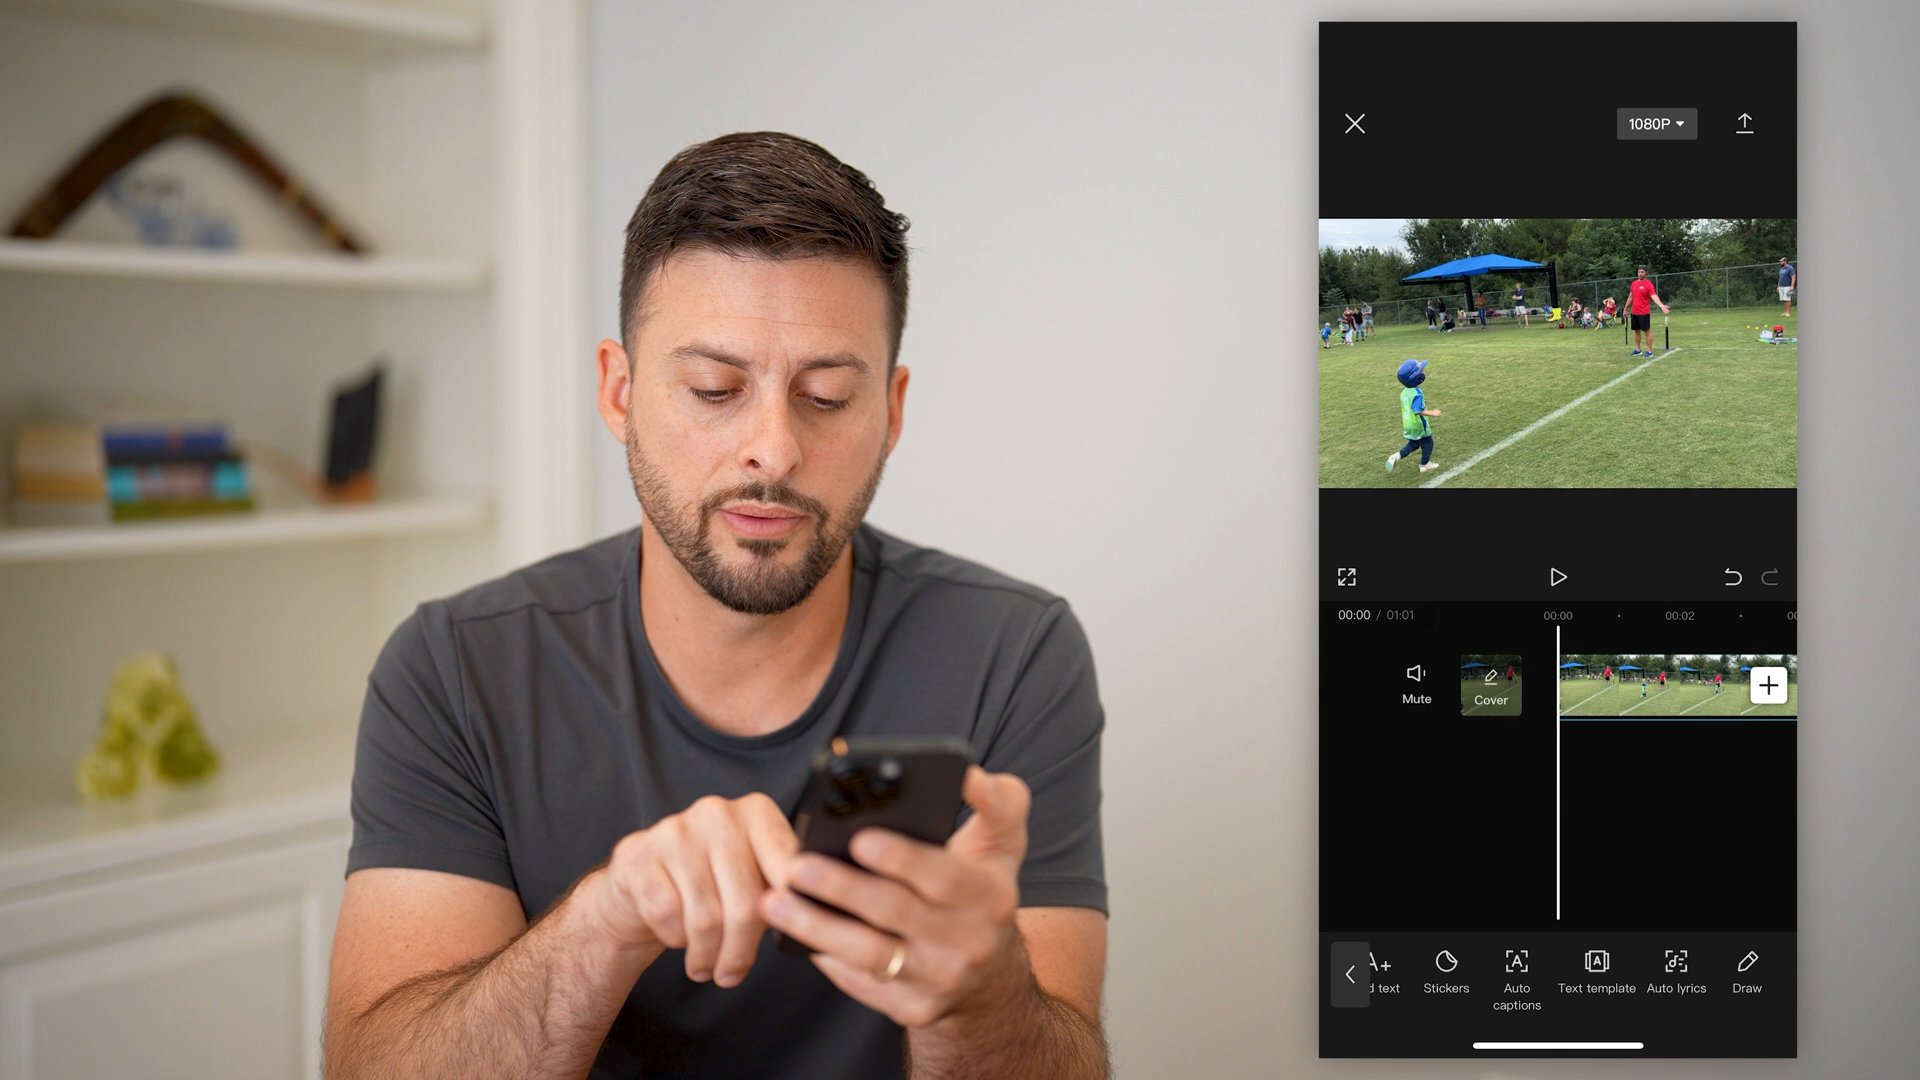 1080P
00:00 / 01:01
00:00
00:02
Mute
Cover
A+
d text
Stickers
Auto
captions
Text template
Auto lyrics
Draw